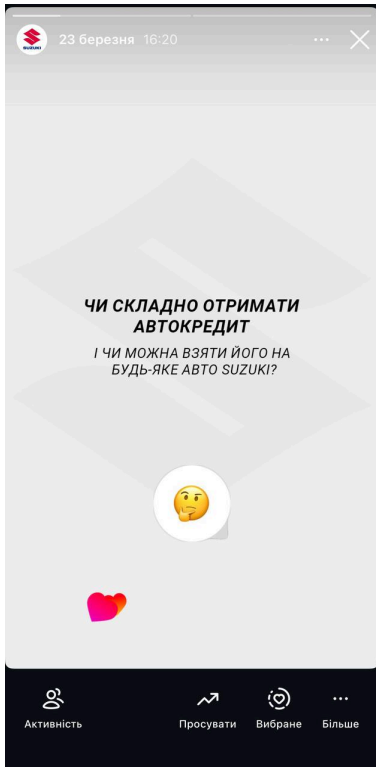 SUZUKI
23 березня 16:20
ЧИ СКЛАДНО ОТРИМАТИ
АВТОКРЕДИТ
І ЧИ МОЖНА ВЗЯТИ ЙОГО НА
БУДЬ-ЯКЕ АВТО SUZUKI?
Активність
Просувати
Вибране
Більше